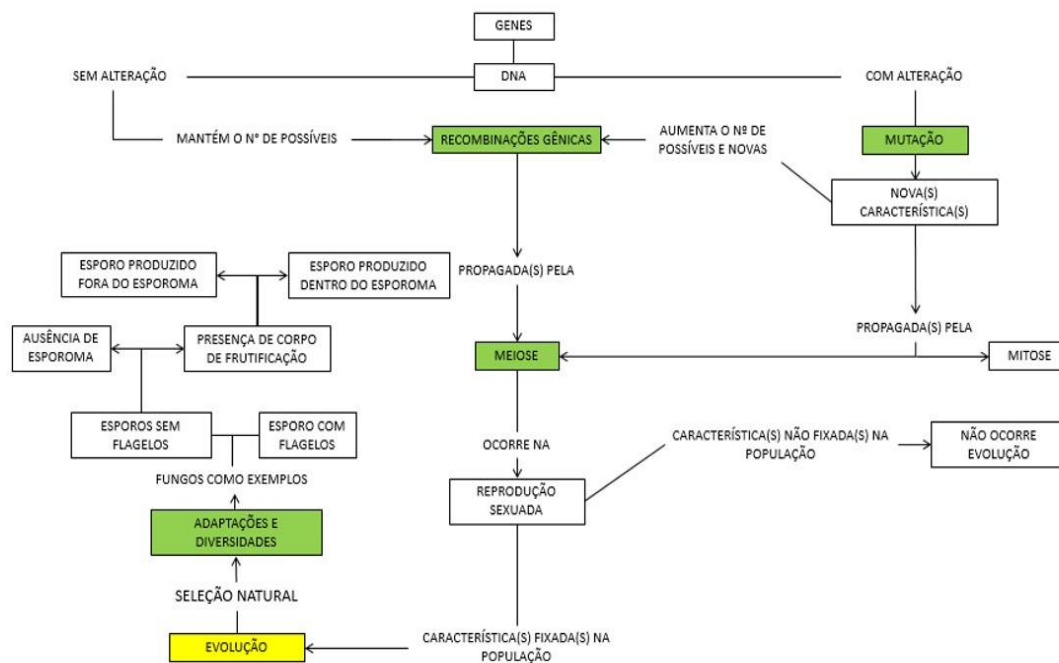 GENES
DNA
SEM ALTERAÇÃO
COM ALTERAÇÃO
MANTÉM O N° DE POSSÍVEIS
RECOMBINAÇÕES GÊNICAS
AUMENTA O Nº DE
POSSÍVEIS E NOVAS
MUTAÇÃO
NOVA(S)
CARACTERÍSTICA(S)
ESPORO PRODUZIDO
FORA DO ESPOROMA
ESPORO PRODUZIDO
DENTRO DO ESPOROMA
PROPAGADA(S) PELA
AUSÊNCIA DE
ESPOROMA
PRESENÇA DE CORPO
DE FRUTIFICAÇÃO
PROPAGADA(S) PELA
MEIOSE
MITOSE
ESPOROS SEM
FLAGELOS
ESPORO COM
FLAGELOS
OCORRE NA
CARACTERÍSTICA(S) NÃO FIXADA(S) NA
POPULAÇÃO
NÃO OCORRE
EVOLUÇÃO
FUNGOS COMO EXEMPLOS
REPRODUÇÃO
SEXUADA
ADAPTAÇÕES E
DIVERSIDADES
SELEÇÃO NATURAL
EVOLUÇÃO
CARACTERÍSTICA(S) FIXADA(S) NA
POPULAÇÃO